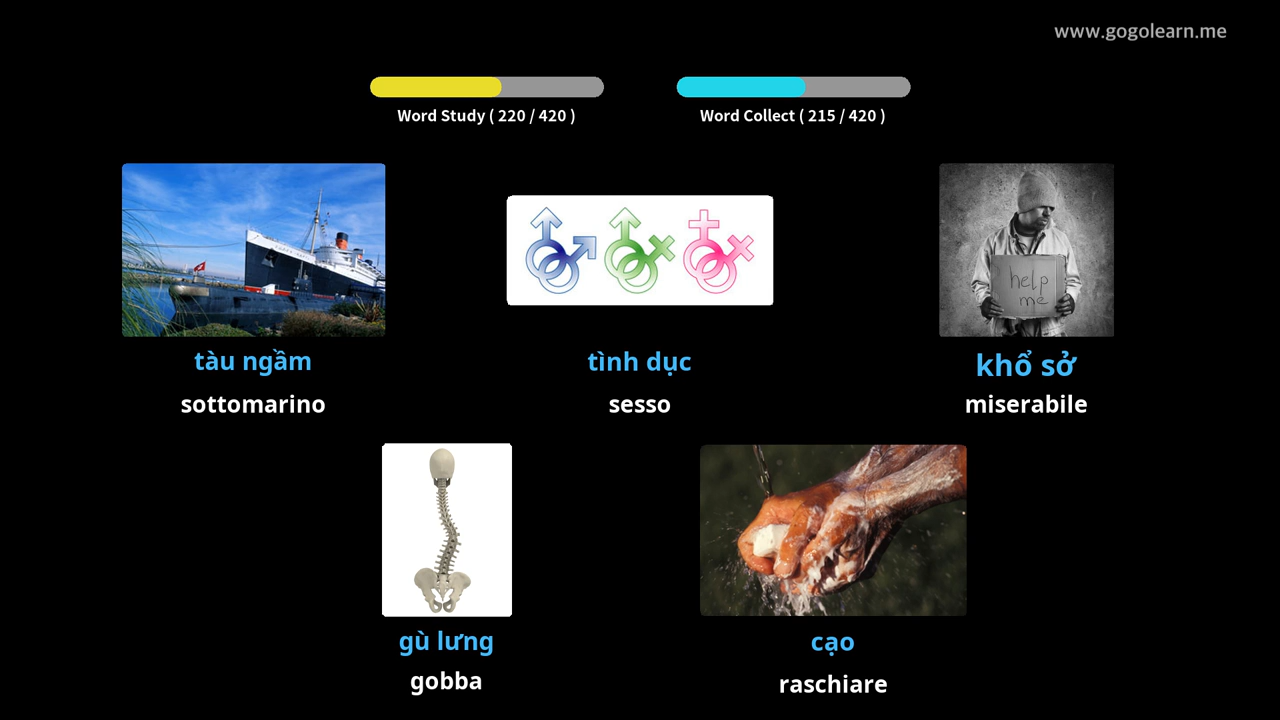 www.gogolearn.me
Word Study ( 220 / 420 )
Word Collect ( 215 / 420 )
help
me
tàu ngầm
tình dục
khổ sở
sottomarino
sesso
miserabile
gù lưng
cạo
gobba
raschiare